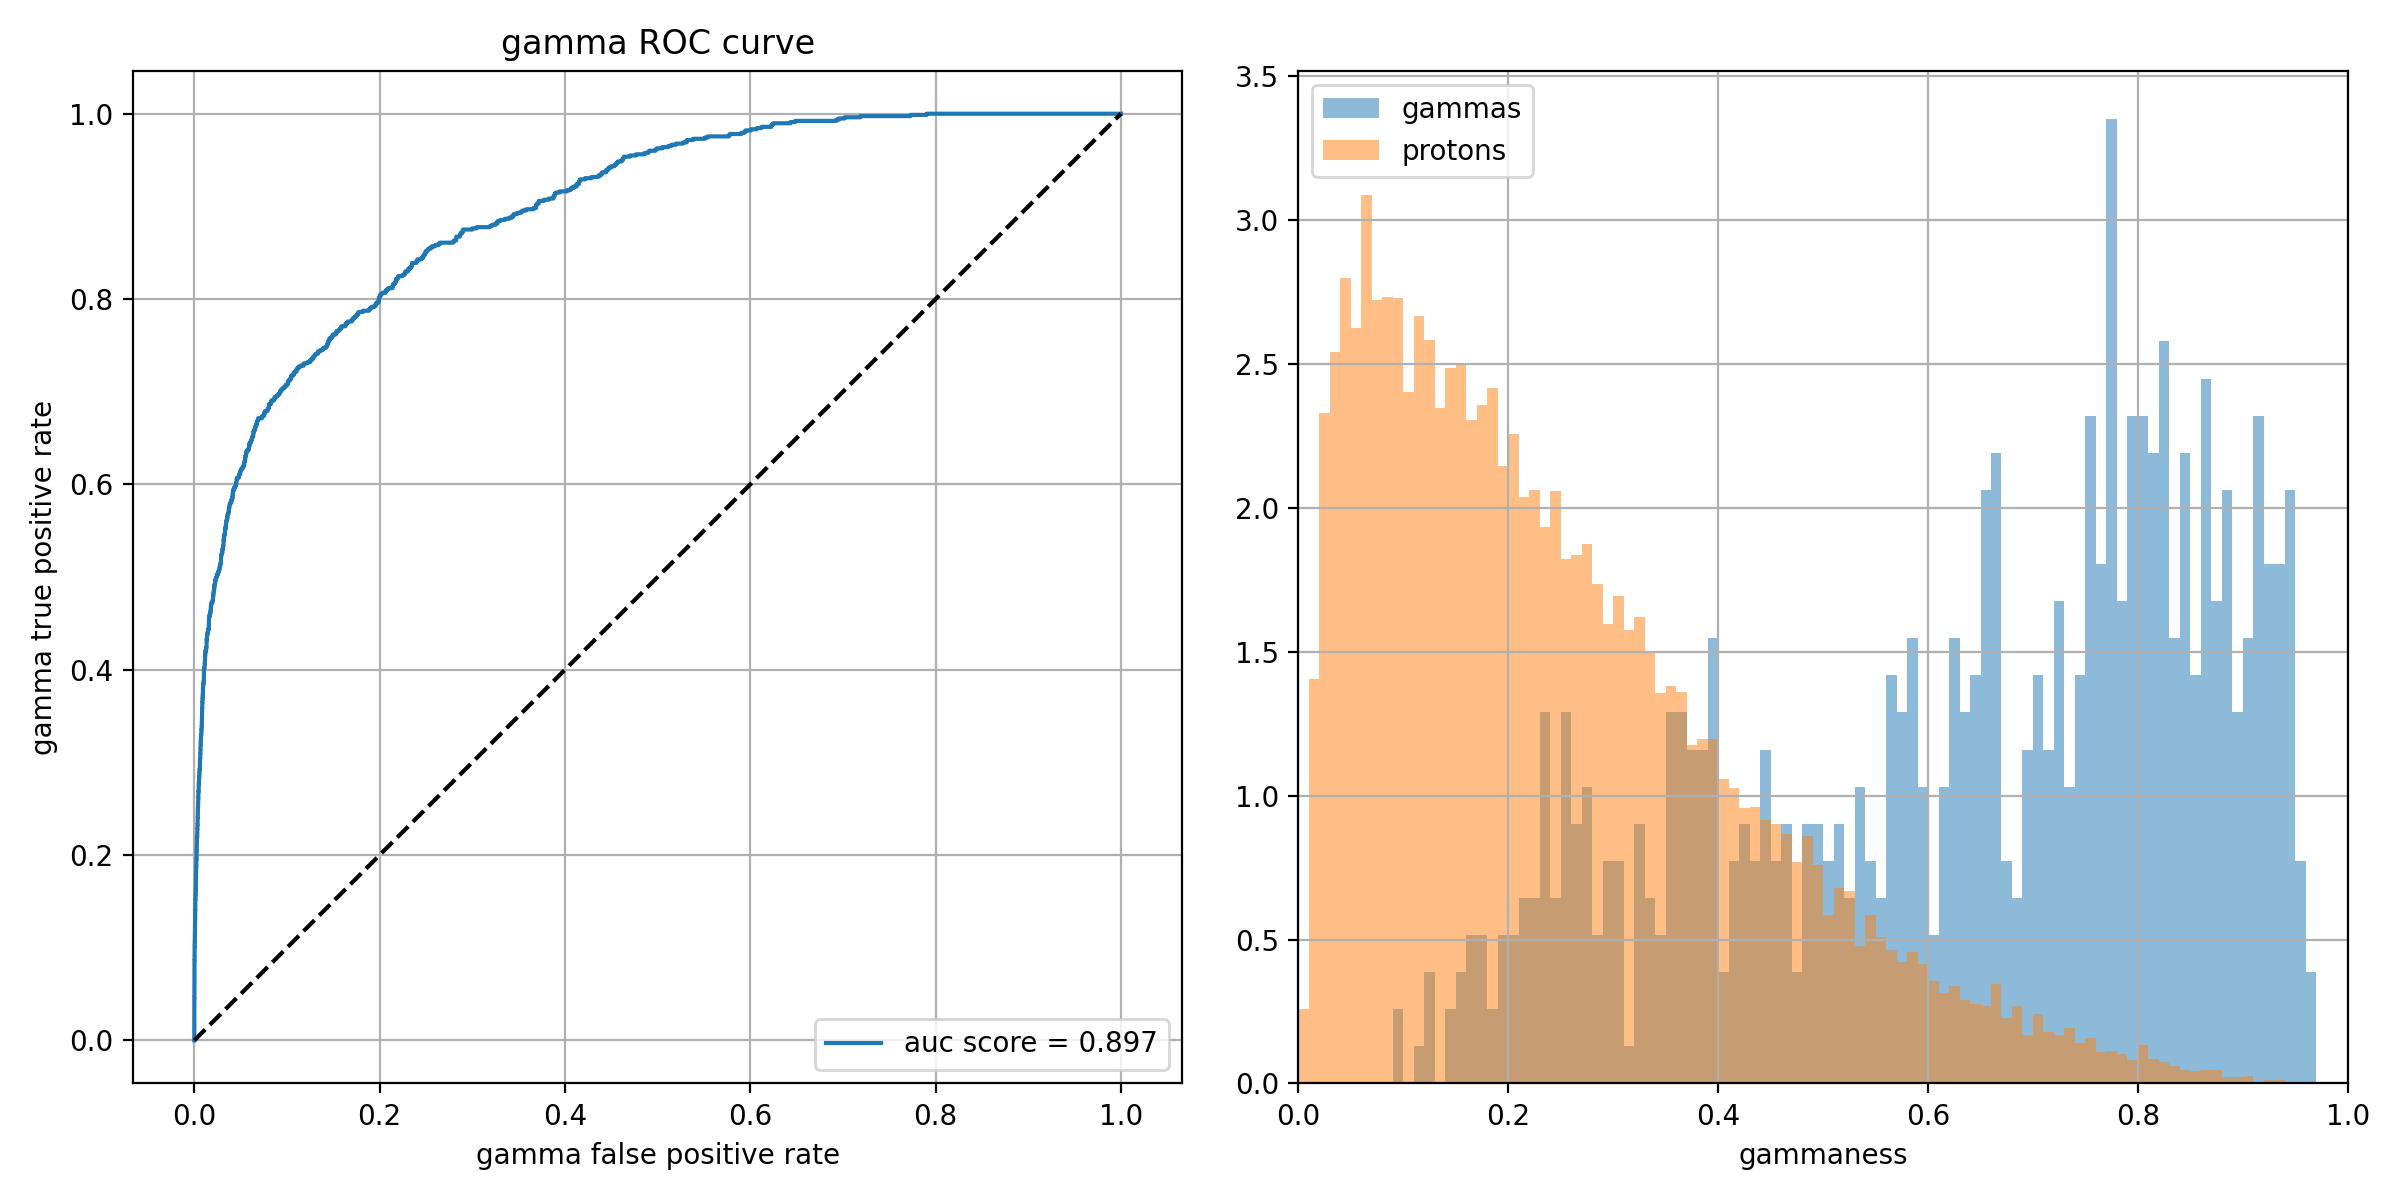 gamma ROC curve
gamma true positive rate
1.0
0.8
0.6
0.4
0.2
0.0
auc score = 0.897
0.0 0.2 0.4 0.6 0.8 1.0
gamma false positive rate
3.5
3.0
2.5
2.0
1.5
1.0
0.5
0.0
gammas
protons
0.0 0.2 0.4 0.6 0.8 1.0
gammaness